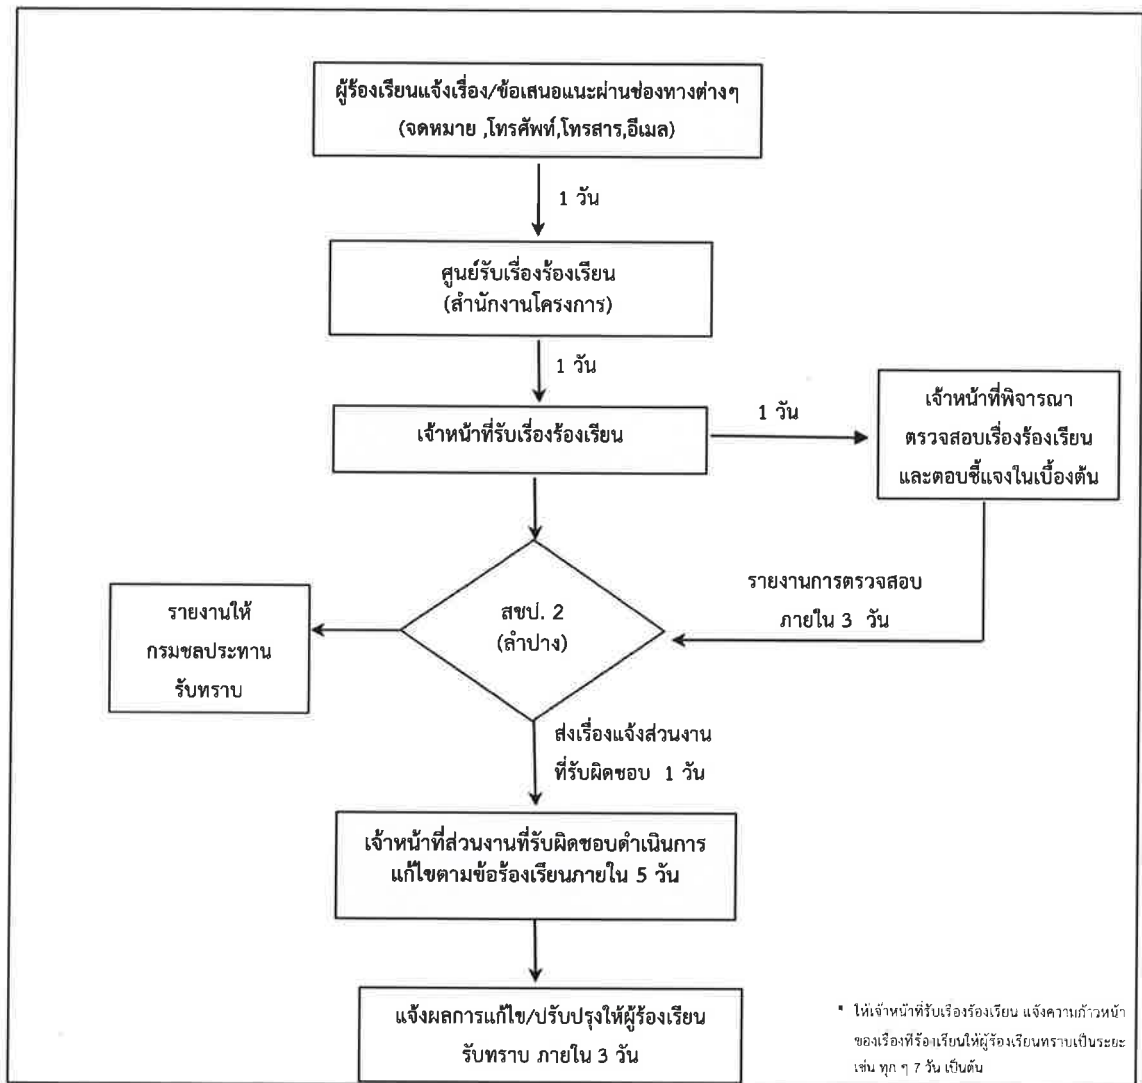 ผู้ร้องเรียนแจ้งเรื่อง/ข้อเสนอแนะผ่านช่องทางต่างๆ
(จดหมาย ,โทรศัพท์,โทรสาร,อีเมล)
1 วัน
ศูนย์รับเรื่องร้องเรียน
(สำนักงานโครงการ)
1 วัน
เจ้าหน้าที่รับเรื่องร้องเรียน
1 วัน
เจ้าหน้าที่พิจารณา
ตรวจสอบเรื่องร้องเรียน
และตอบชี้แจงในเบื้องต้น
รายงานการตรวจสอบ
ภายใน 3 วัน
สชป. 2
(ลำปาง)
รายงานให้
กรมชลประทาน
รับทราบ
ส่งเรื่องแจ้งส่วนงาน
ที่รับผิดชอบ 1 วัน
เจ้าหน้าที่ส่วนงานที่รับผิดชอบดำเนินการ
แก้ไขตามข้อร้องเรียนภายใน 5 วัน
แจ้งผลการแก้ไข/ปรับปรุงให้ผู้ร้องเรียน
รับทราบ ภายใน 3 วัน
* ให้เจ้าหน้าที่รับเรื่องร้องเรียน แจ้งความก้าวหน้า
ของเรื่องที่ร้องเรียนให้ผู้ร้องเรียนทราบเป็นระยะ
เช่น ทุก ๆ 7 วัน เป็นต้น